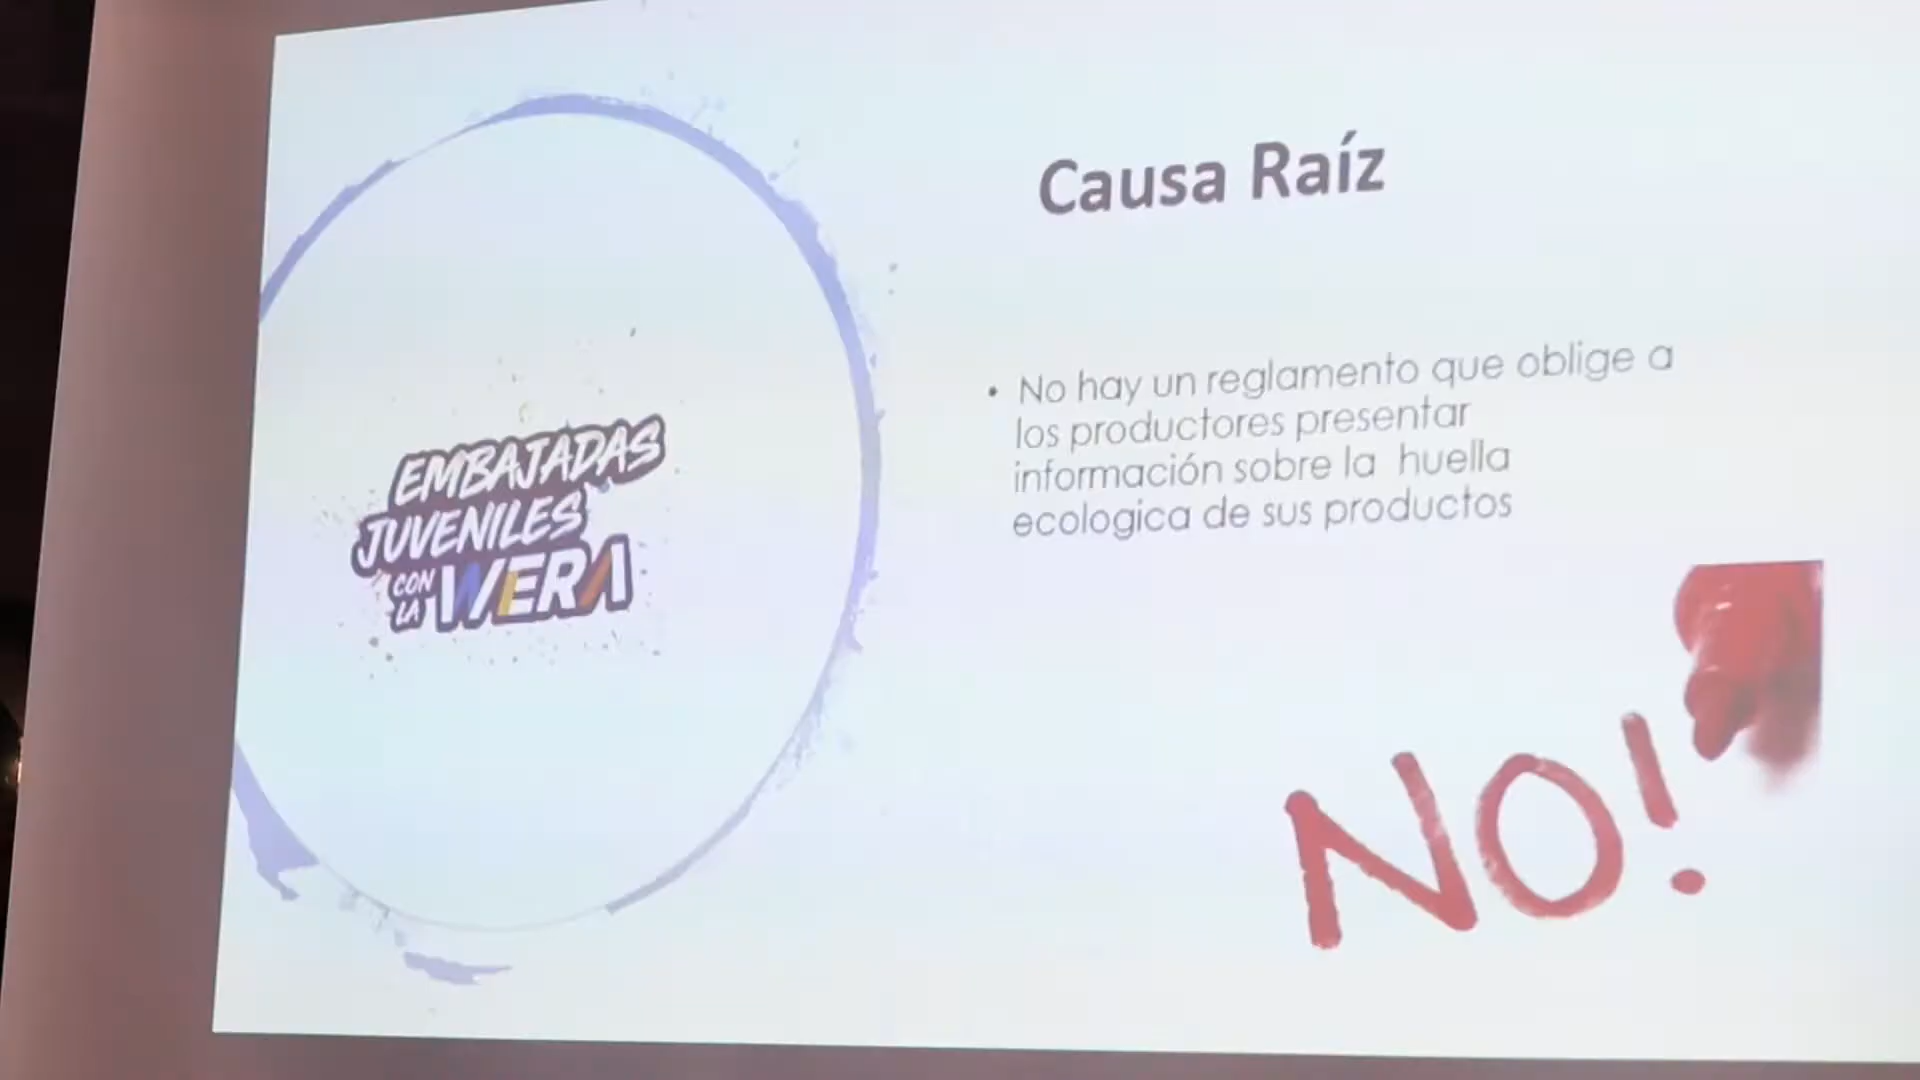 Causa Raíz
• No hay un reglamento que oblige a
los productores presentar
información sobre la huella
ecologica de sus productos
EMBAJADAS
JUVENILES
CON
LA WERA
NO!